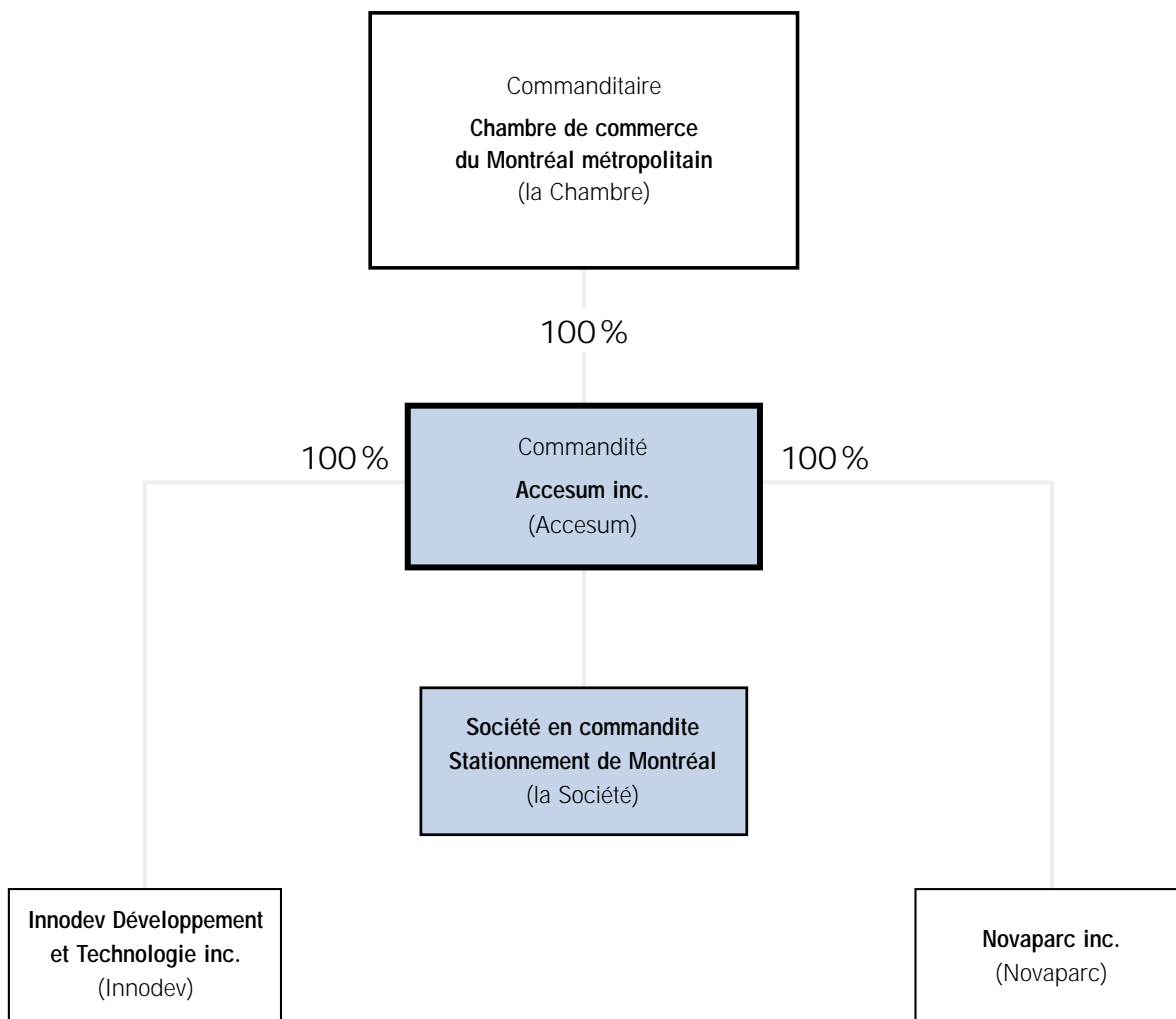 Commanditaire
Chambre de commerce
du Montréal métropolitain
(la Chambre)
100 %
100 %
Commandité
100 %
Accesum inc.
(Accesum)
Société en commandite
Stationnement de Montréal
(la Société)
Innodev Développement
et Technologie inc.
(Innodev)
Novaparc inc.
(Novaparc)